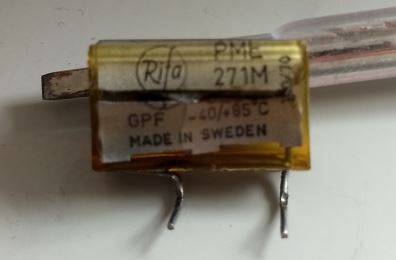 Rifa
PME
271M
GPF -40/+85°C
MADE IN SWEDEN